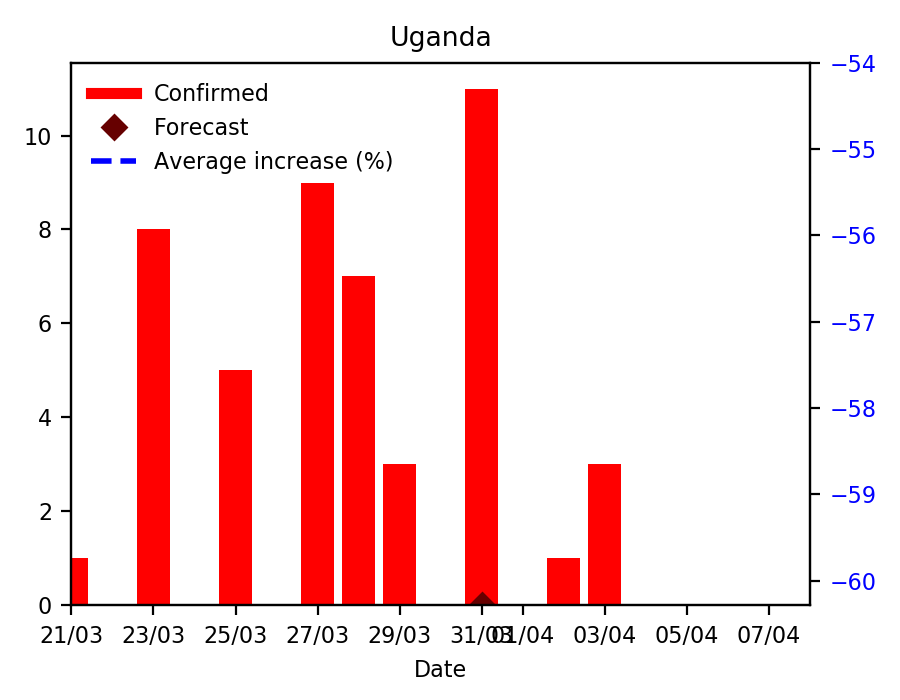 Uganda
Confirmed
Forecast
Average increase (%)
10
8
6
4
2
0
−54
−55
−56
−57
−58
−59
−60
21/03 23/03 25/03 27/03 29/03 31/03 01/04 03/04 05/04 07/04
Date